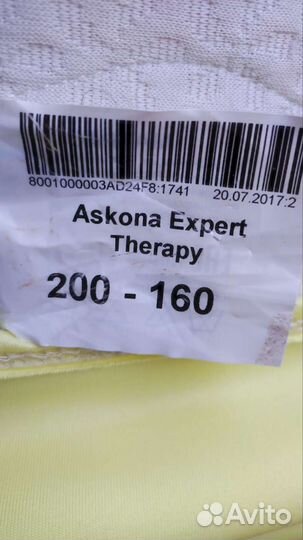 8001000003AD24F8:1741 20.07.2017:2
Askona Expert
Therapy
200 - 160
Avito